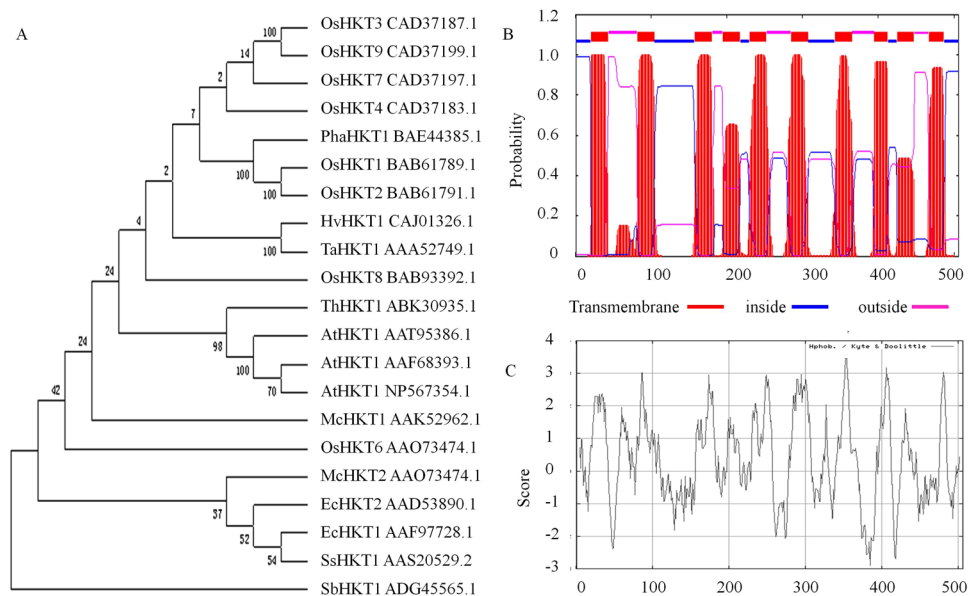 A
OsHKT3 CAD37187.1
OsHKT9 CAD37199.1
OsHKT7 CAD37197.1
OsHKT4 CAD37183.1
PhaHKT1 BAE44385.1
OsHKT1 BAB61789.1
OsHKT2 BAB61791.1
HvHKT1 CAJ01326.1
TaHKT1 AAA52749.1
OsHKT8 BAB93392.1
ThHKT1 ABK30935.1
AtHKT1 AAT95386.1
AtHKT1 AAF68393.1
AtHKT1 NP567354.1
McHKT1 AAK52962.1
OsHKT6 AAO73474.1
McHKT2 AAO73474.1
EcHKT2 AAD53890.1
EcHKT1 AAF97728.1
SsHKT1 AAS20529.2
SbHKT1 ADG45565.1
100
14
2
7
100
100
2
100
4
24
98
100
70
24
42
37
52
54
B
Probability
1.2
1.0
0.8
0.6
0.4
0.2
0
0 100 200 300 400 500
Transmembrane inside outside
C
Hphob. / Kyte & Doolittle
Score
4
3
2
1
0
-1
-2
-3
0 100 200 300 400 500